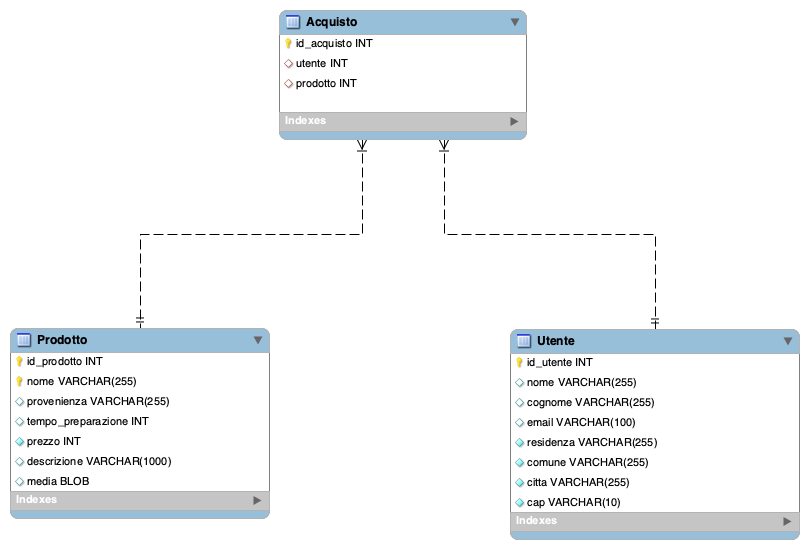 Acquisto
id_acquisto INT
utente INT
prodotto INT
Indexes
Prodotto
id_prodotto INT
nome VARCHAR(255)
provenienza VARCHAR(255)
tempo_preparazione INT
prezzo INT
descrizione VARCHAR(1000)
media BLOB
Indexes
Utente
id_utente INT
nome VARCHAR(255)
cognome VARCHAR(255)
email VARCHAR(100)
residenza VARCHAR(255)
comune VARCHAR(255)
citta VARCHAR(255)
cap VARCHAR(10)
Indexes